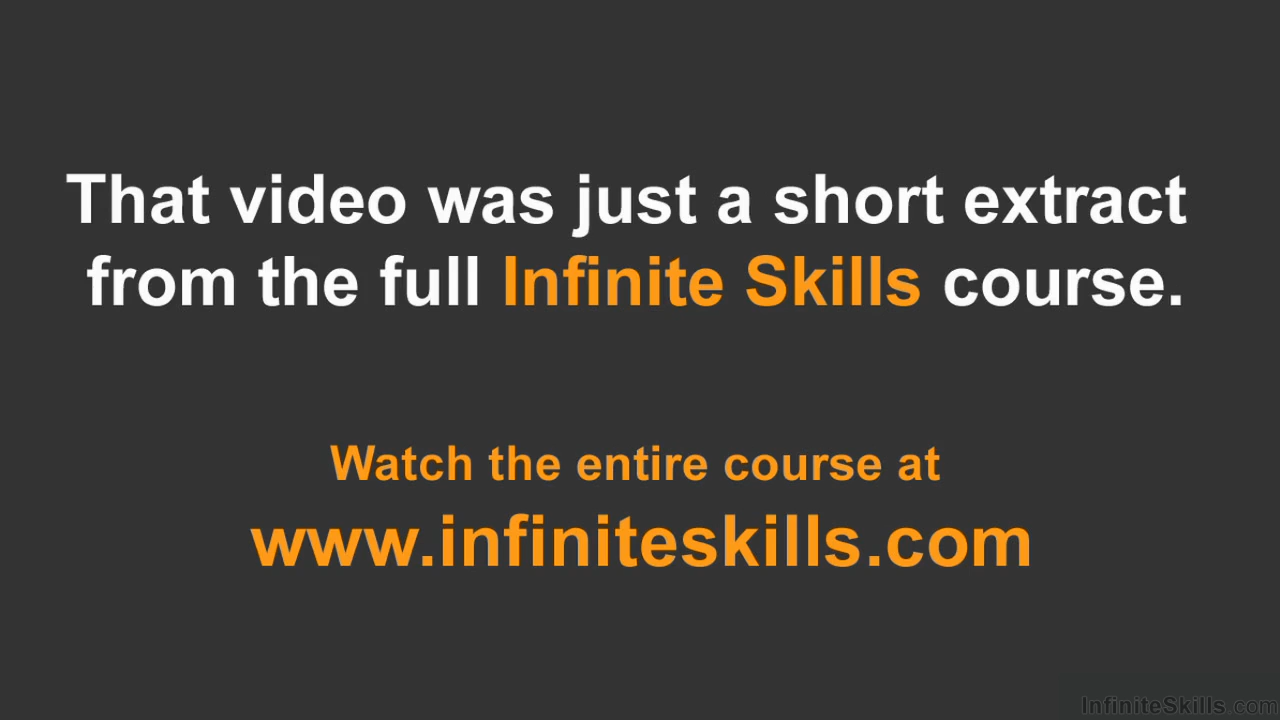 That video was just a short extract
from the full Infinite Skills course.
Watch the entire course at
www.infiniteskills.com
InfiniteSkills.com